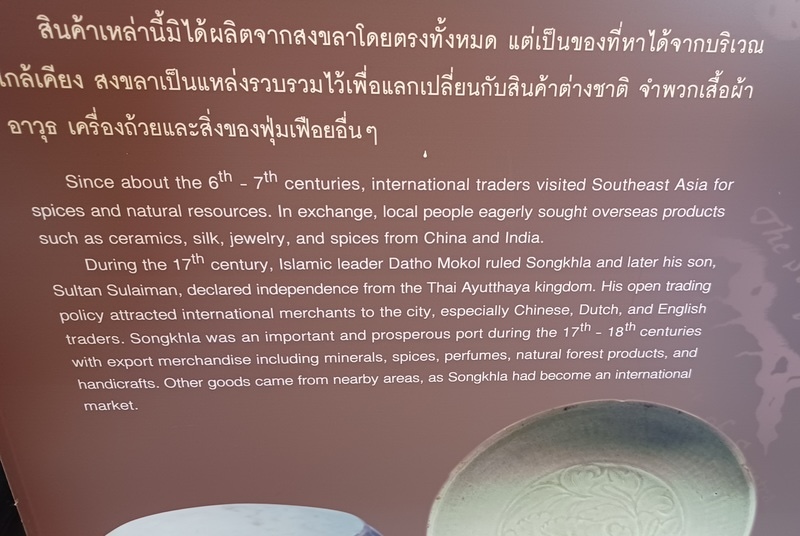 สินค้าเหล่านี้มิได้ผลิตจากสงขลาโดยตรงทั้งหมด แต่เป็นของที่หาได้จากบริเวณ
ใกล้เคียง สงขลาเป็นแหล่งรวบรวมไว้เพื่อแลกเปลี่ยนกับสินค้าต่างชาติ จำพวกเสื้อผ้า
อาวุธ เครื่องถ้วยและสิ่งของฟุ่มเฟือยอื่นๆ
Since about the 6th - 7th centuries, international traders visited Southeast Asia for
spices and natural resources. In exchange, local people eagerly sought overseas products
such as ceramics, silk, jewelry, and spices from China and India.
During the 17th century, Islamic leader Datho Mokol ruled Songkhla and later his son,
Sultan Sulaiman, declared independence from the Thai Ayutthaya kingdom. His open trading
policy attracted international merchants to the city, especially Chinese, Dutch, and English
traders. Songkhla was an important and prosperous port during the 17th - 18th centuries
with export merchandise including minerals, spices, perfumes, natural forest products, and
handicrafts. Other goods came from nearby areas, as Songkhla had become an international
market.